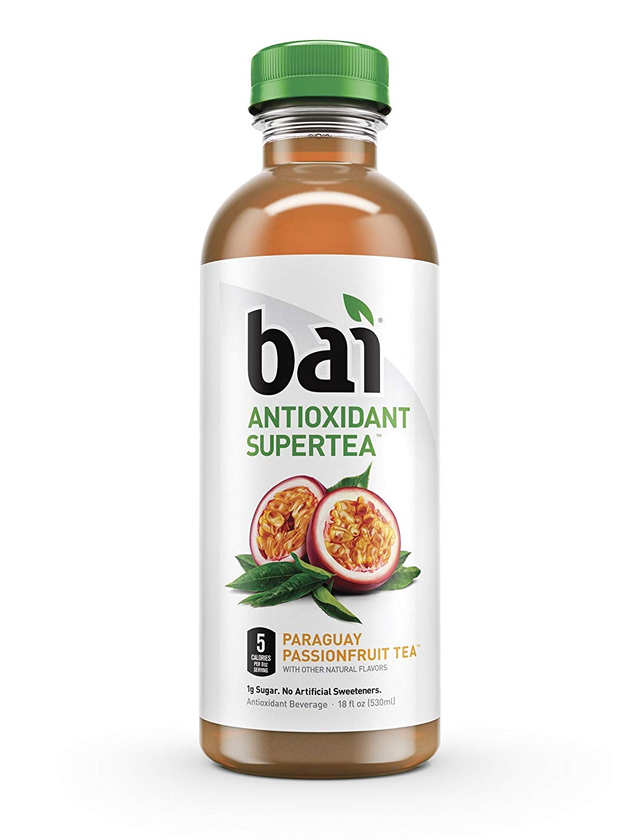 bai®
ANTIOXIDANT
SUPERTEA™
5
CALORIES
PER 8OZ
SERVING
PARAGUAY
PASSIONFRUIT TEA™
WITH OTHER NATURAL FLAVORS
1g Sugar. No Artificial Sweeteners.
Antioxidant Beverage · 18 fl oz (530ml)